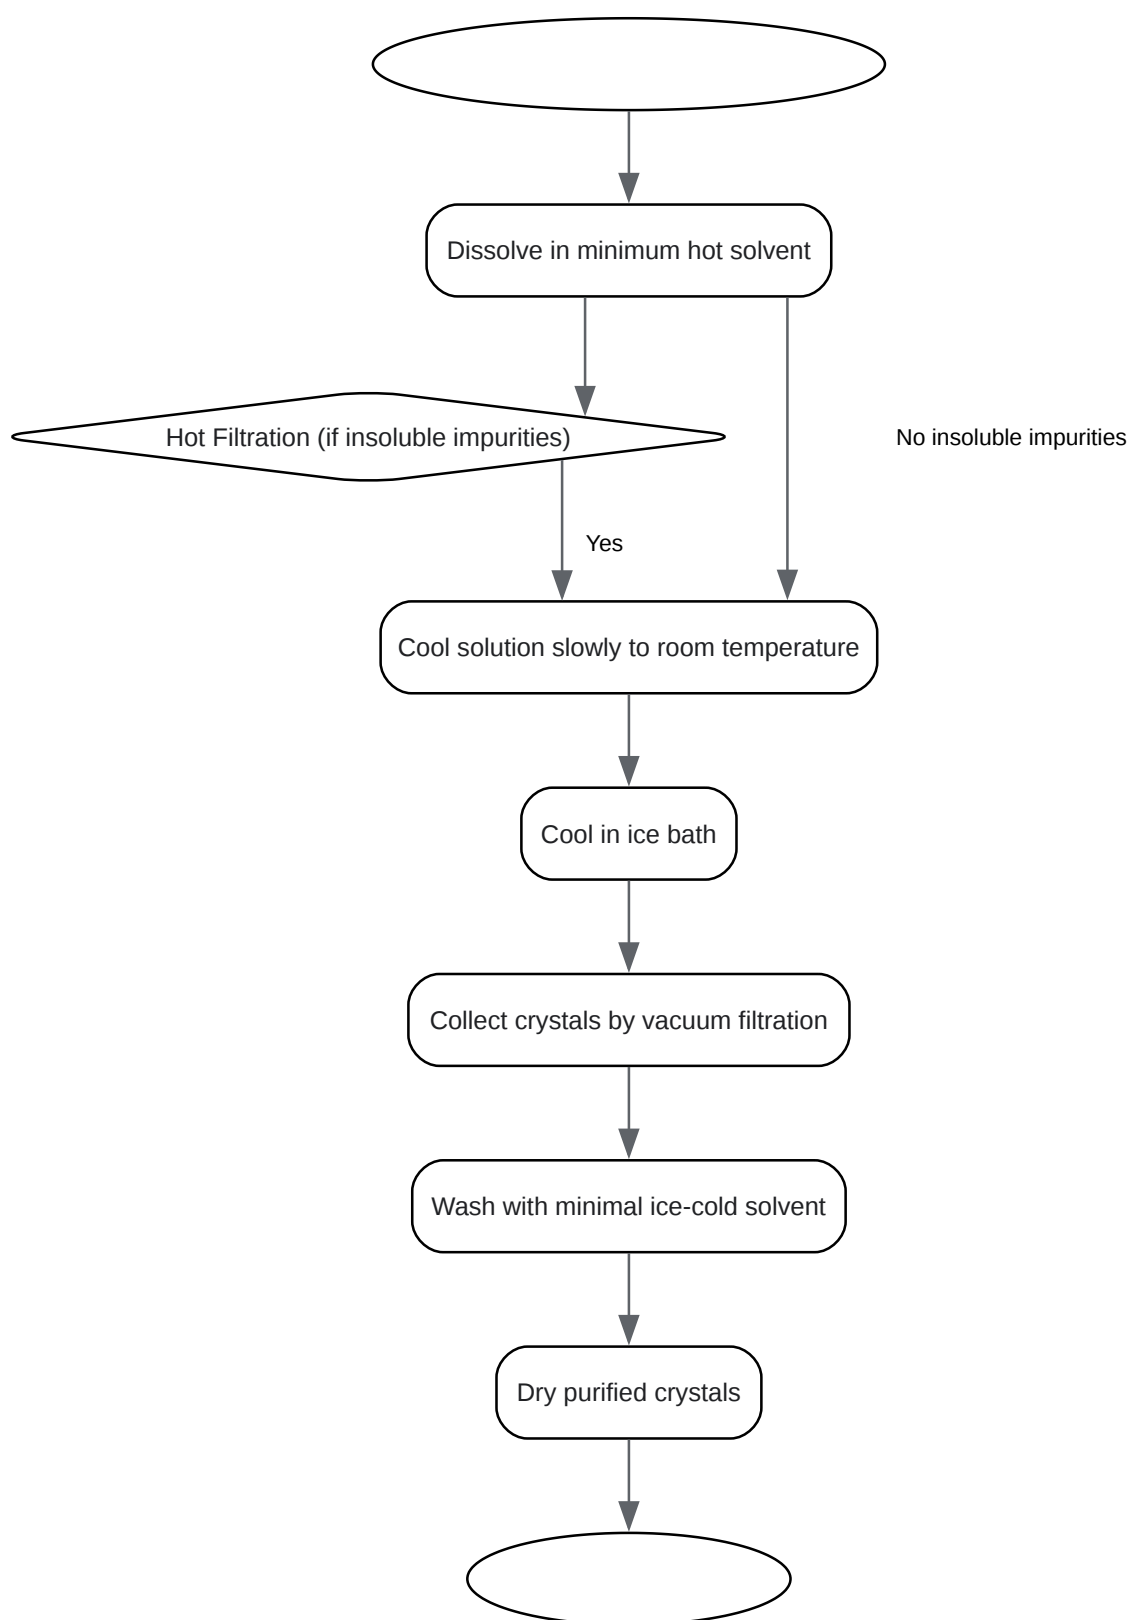 Dissolve in minimum hot solvent
Hot Filtration (if insoluble impurities)
No insoluble impurities
Yes
Cool solution slowly to room temperature
Cool in ice bath
Collect crystals by vacuum filtration
Wash with minimal ice-cold solvent
Dry purified crystals